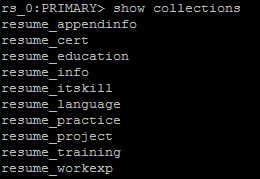 rs_0:PRIMARY> show collections
resume_appendinfo
resume_cert
resume_education
resume_info
resume_itskill
resume_language
resume_practice
resume_project
resume_training
resume_workexp